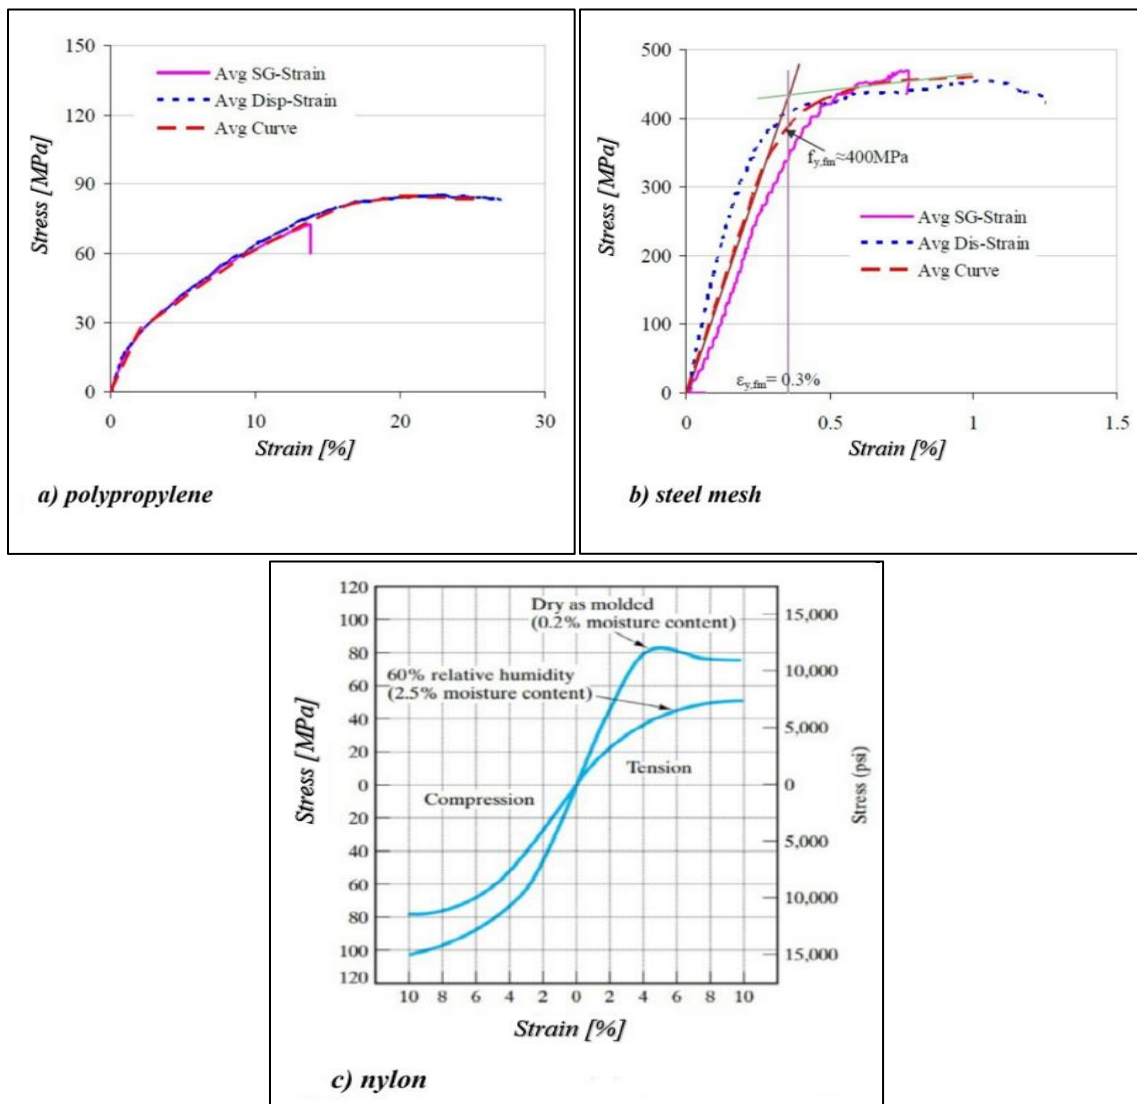 150
120
90
60
30
0
Stress [MPa]
Avg SG-Strain
Avg Disp-Strain
Avg Curve
0 10 20 30
Strain [%]
a) polypropylene
500
400
300
200
100
0
Stress [MPa]
fy,fm≈400MPa
Avg SG-Strain
Avg Dis-Strain
Avg Curve
εy,fm= 0.3%
0 0.5 1 1.5
Strain [%]
b) steel mesh
120
100
80
60
40
20
0
20
40
60
80
100
120
Stress [MPa]
Dry as molded
(0.2% moisture content)
60% relative humidity
(2.5% moisture content)
Tension
Compression
15,000
10,000
5,000
0
5,000
10,000
15,000
Stress (psi)
10 8 6 4 2 0 2 4 6 8 10
Strain [%]
c) nylon